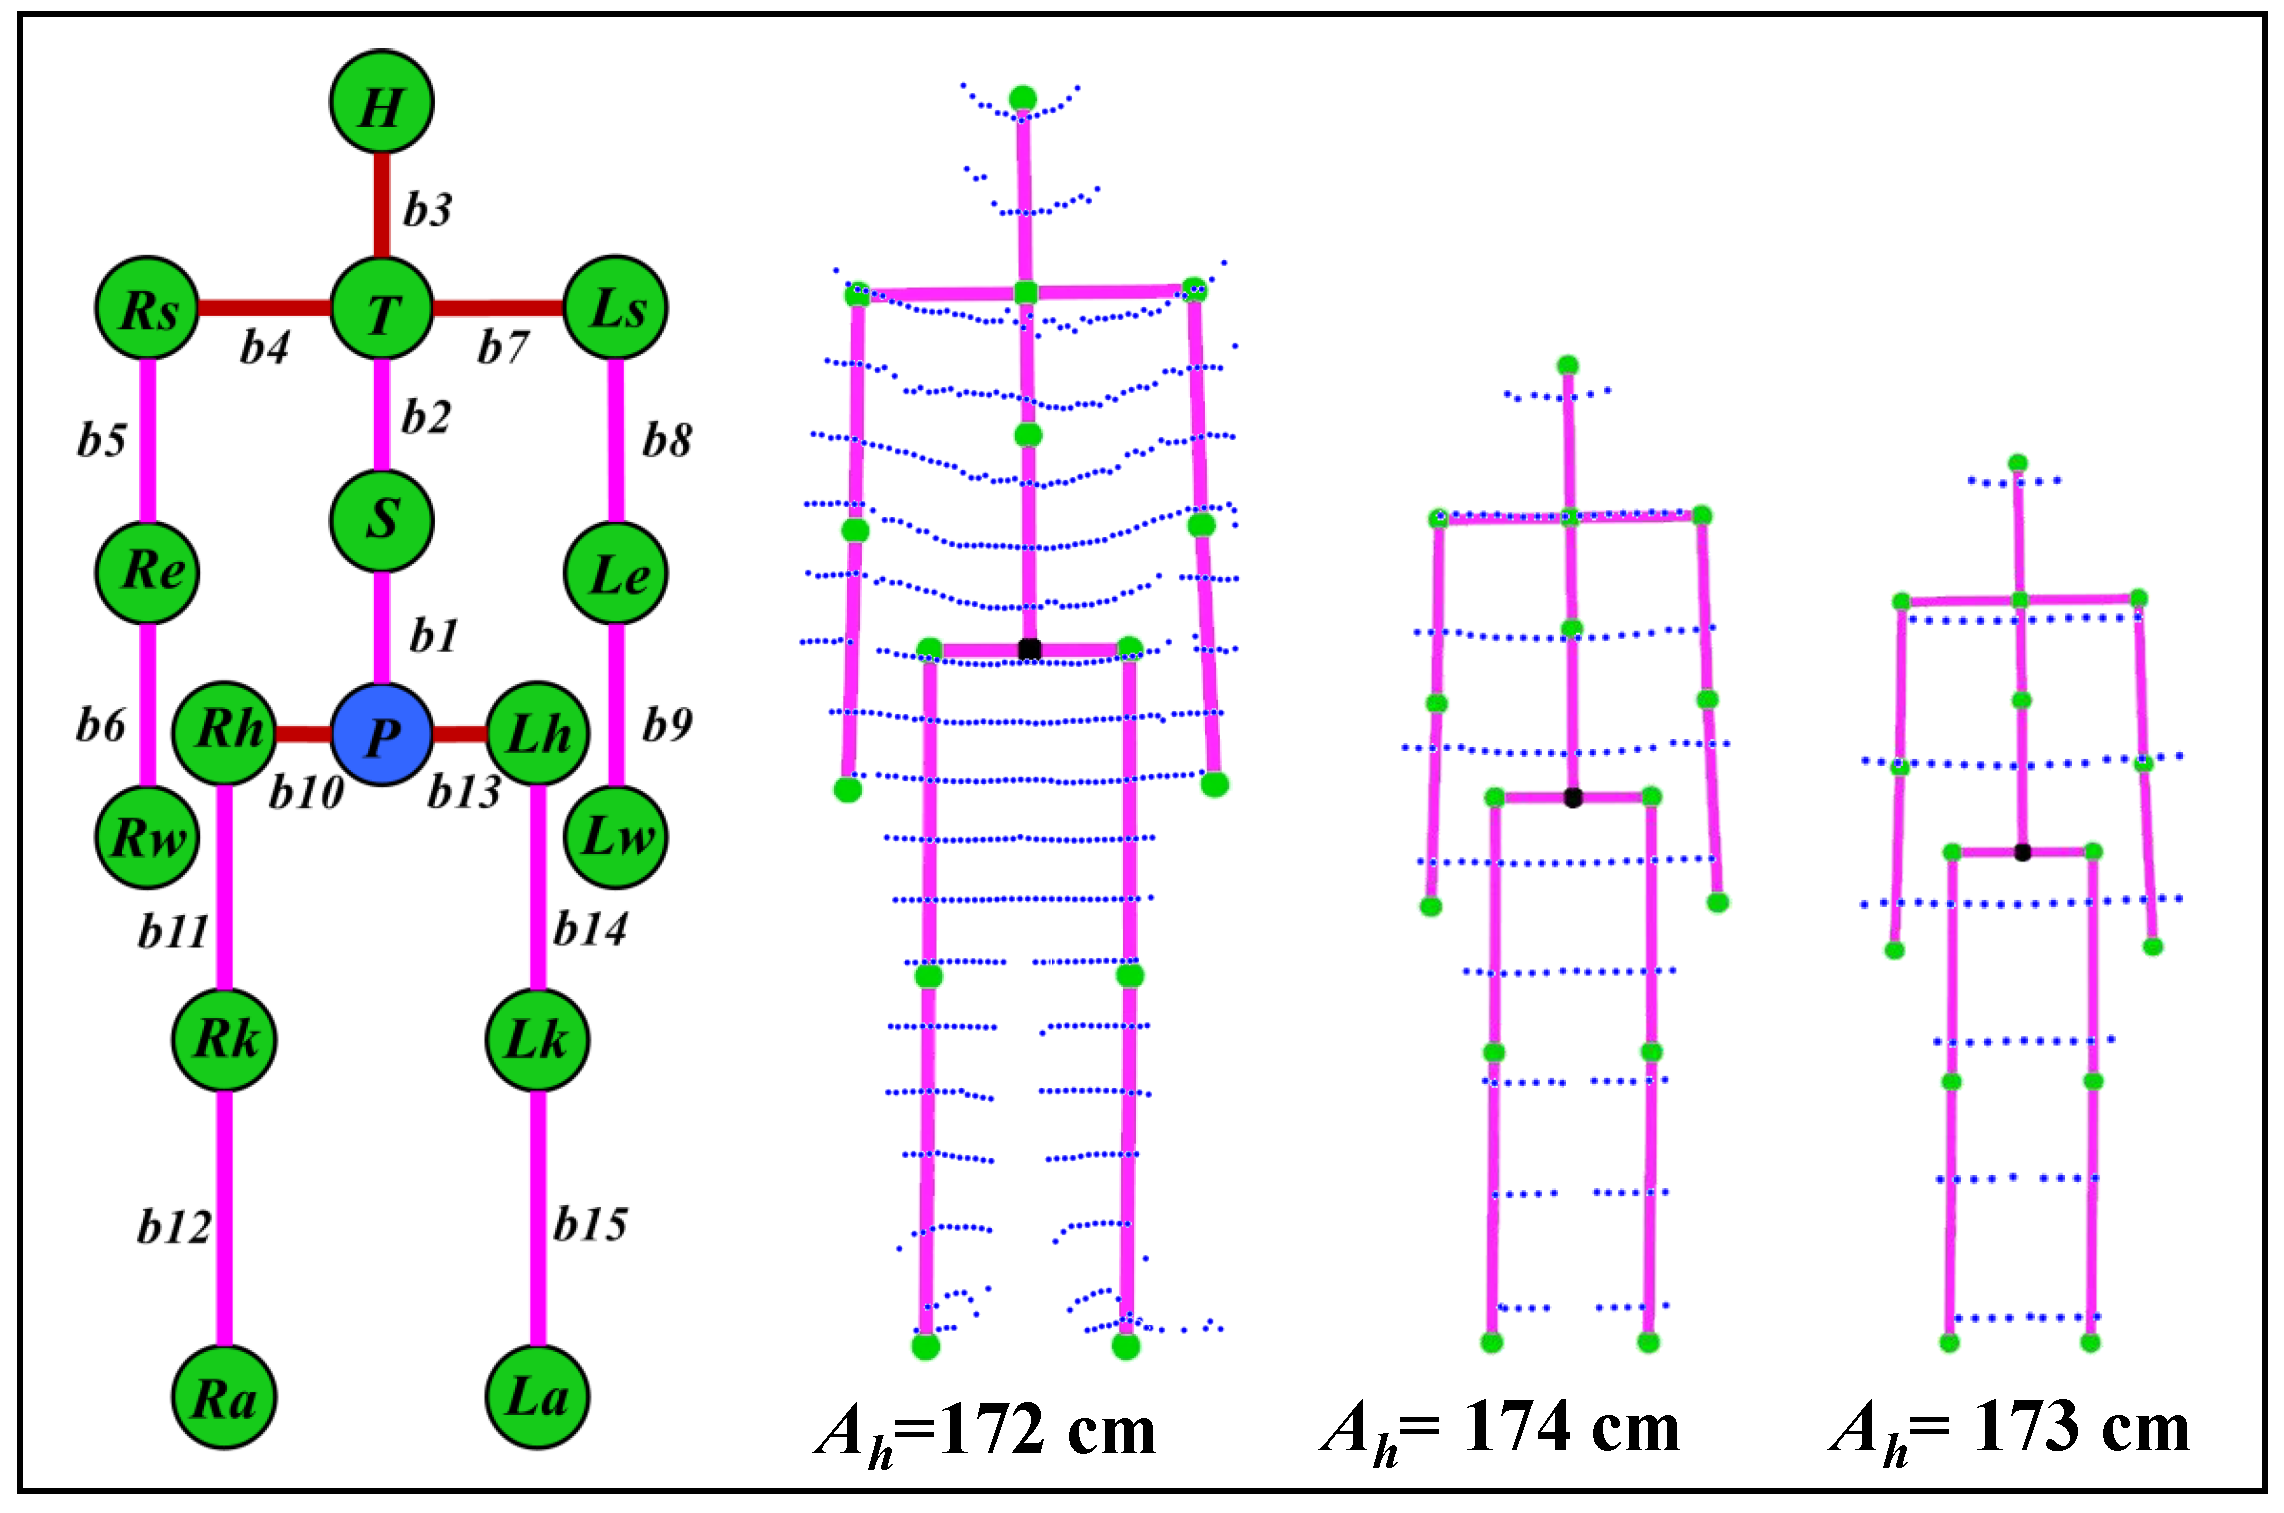 H
b3
Rs
T
Ls
b4
b7
b5
b2
b8
S
Re
Le
b1
b6
Rh
P
Lh
b9
b10
b13
Rw
Lw
b11
b14
Rk
Lk
b12
b15
Ra
La
A_h=172 cm
A_h= 174 cm
A_h= 173 cm